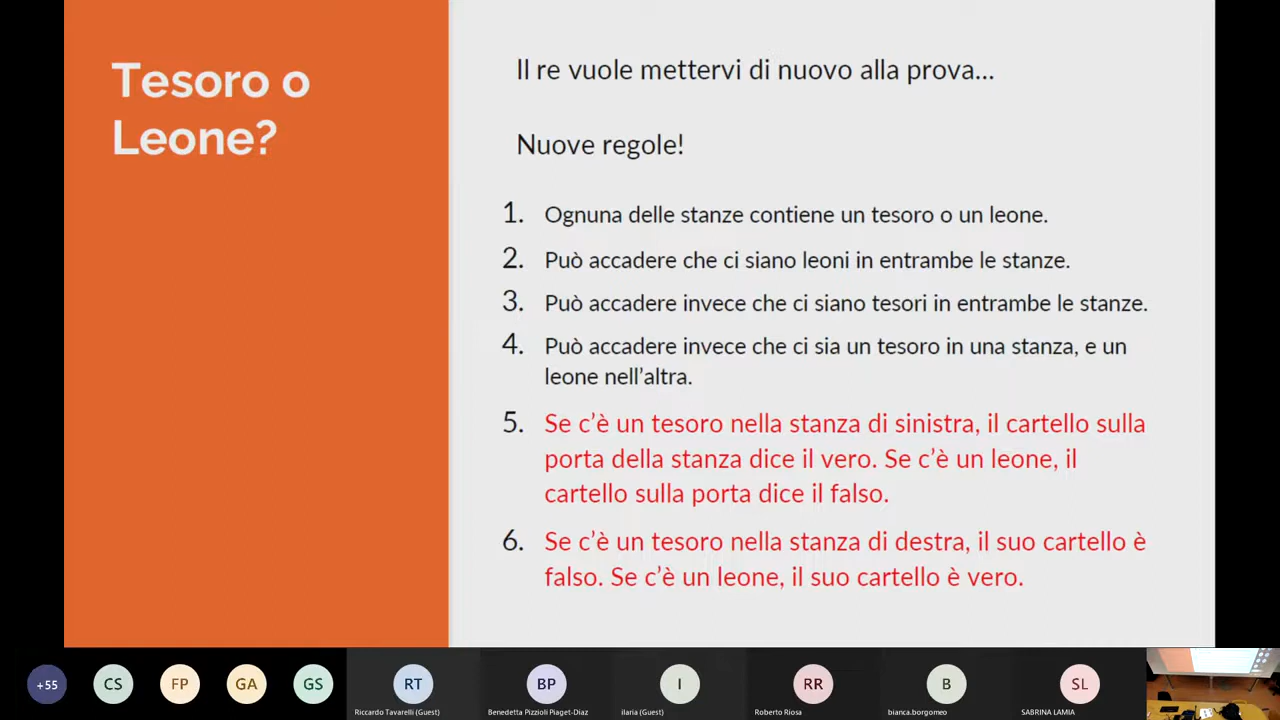 Tesoro o
Leone?
Il re vuole mettervi di nuovo alla prova...
Nuove regole!
1. Ognuna delle stanze contiene un tesoro o un leone.
2. Può accadere che ci siano leoni in entrambe le stanze.
3. Può accadere invece che ci siano tesori in entrambe le stanze.
4. Può accadere invece che ci sia un tesoro in una stanza, e un
leone nell'altra.
5. Se c'è un tesoro nella stanza di sinistra, il cartello sulla
porta della stanza dice il vero. Se c'è un leone, il
cartello sulla porta dice il falso.
6. Se c'è un tesoro nella stanza di destra, il suo cartello è
falso. Se c'è un leone, il suo cartello è vero.
+55 CS FP GA GS RT BP I RR B SL
Riccardo Tavarelli (Guest) Benedetta Pizzioli Piaget-Diaz ilaria (Guest) Roberto Riosa bianca.borgomeo SABRINA LAMIA